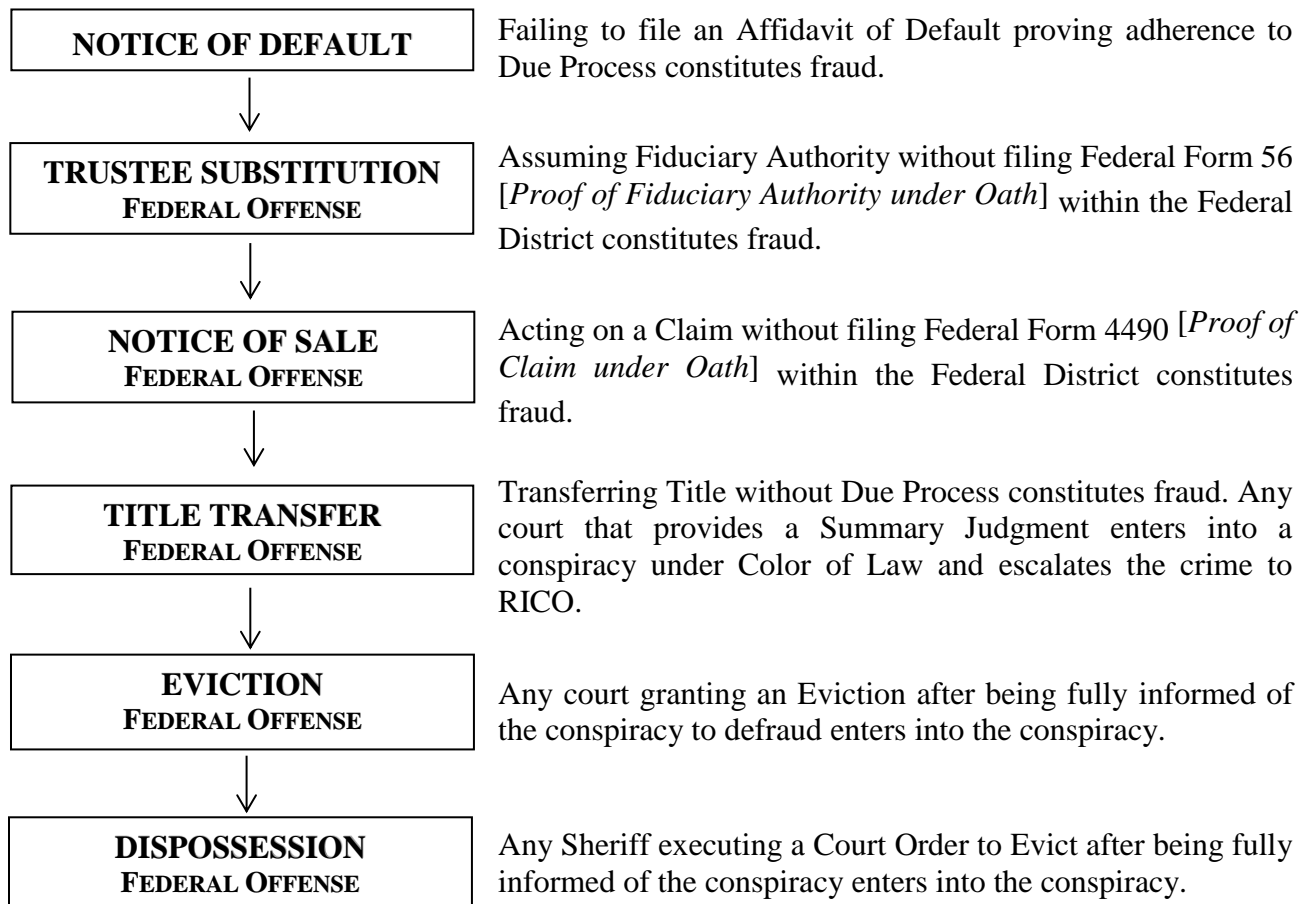 NOTICE OF DEFAULT
Failing to file an Affidavit of Default proving adherence to
Due Process constitutes fraud.
TRUSTEE SUBSTITUTION
FEDERAL OFFENSE
Assuming Fiduciary Authority without filing Federal Form 56
[Proof of Fiduciary Authority under Oath] within the Federal
District constitutes fraud.
NOTICE OF SALE
FEDERAL OFFENSE
Acting on a Claim without filing Federal Form 4490 [Proof of
Claim under Oath] within the Federal District constitutes
fraud.
TITLE TRANSFER
FEDERAL OFFENSE
Transferring Title without Due Process constitutes fraud. Any
court that provides a Summary Judgment enters into a
conspiracy under Color of Law and escalates the crime to
RICO.
EVICTION
FEDERAL OFFENSE
Any court granting an Eviction after being fully informed of
the conspiracy to defraud enters into the conspiracy.
DISPOSSESSION
FEDERAL OFFENSE
Any Sheriff executing a Court Order to Evict after being fully
informed of the conspiracy enters into the conspiracy.